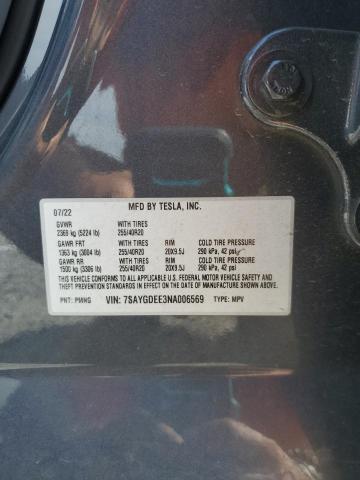 MFD BY TESLA, INC.
07/22
GVWR WITH TIRES
2369 kg (5224 lb) 255/40R20
GAWR FRT WITH TIRES RIM COLD TIRE PRESSURE
1363 kg (3004 lb) 255/40R20 20X9.5J 290 kPa, 42 psi
GAWR RR WITH TIRES RIM COLD TIRE PRESSURE
1500 kg (3306 lb) 255/40R20 20X9.5J 290 kPa, 42 psi
THIS VEHICLE CONFORMS TO ALL APPLICABLE U.S. FEDERAL MOTOR VEHICLE SAFETY AND
THEFT PREVENTION STANDARDS IN EFFECT ON THE DATE OF MANUFACTURE SHOWN ABOVE.
PNT: PMNG VIN: 7SAYGDEE3NA006569 TYPE: MPV